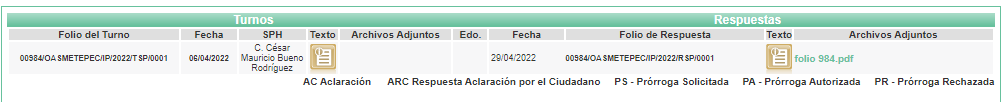 Turnos Respuestas
Folio del Turno Fecha SPH Texto Archivos Adjuntos Edo. Fecha Folio de Respuesta Texto Archivos Adjuntos
00984/OASMETEPEC/IP/2022/TSP/0001 06/04/2022 C. César Mauricio Bueno Rodríguez 29/04/2022 00984/OASMETEPEC/IP/2022/RSP/0001 folio 984.pdf
AC Aclaración ARC Respuesta Aclaración por el Ciudadano PS - Prórroga Solicitada PA - Prórroga Autorizada PR - Prórroga Rechazada